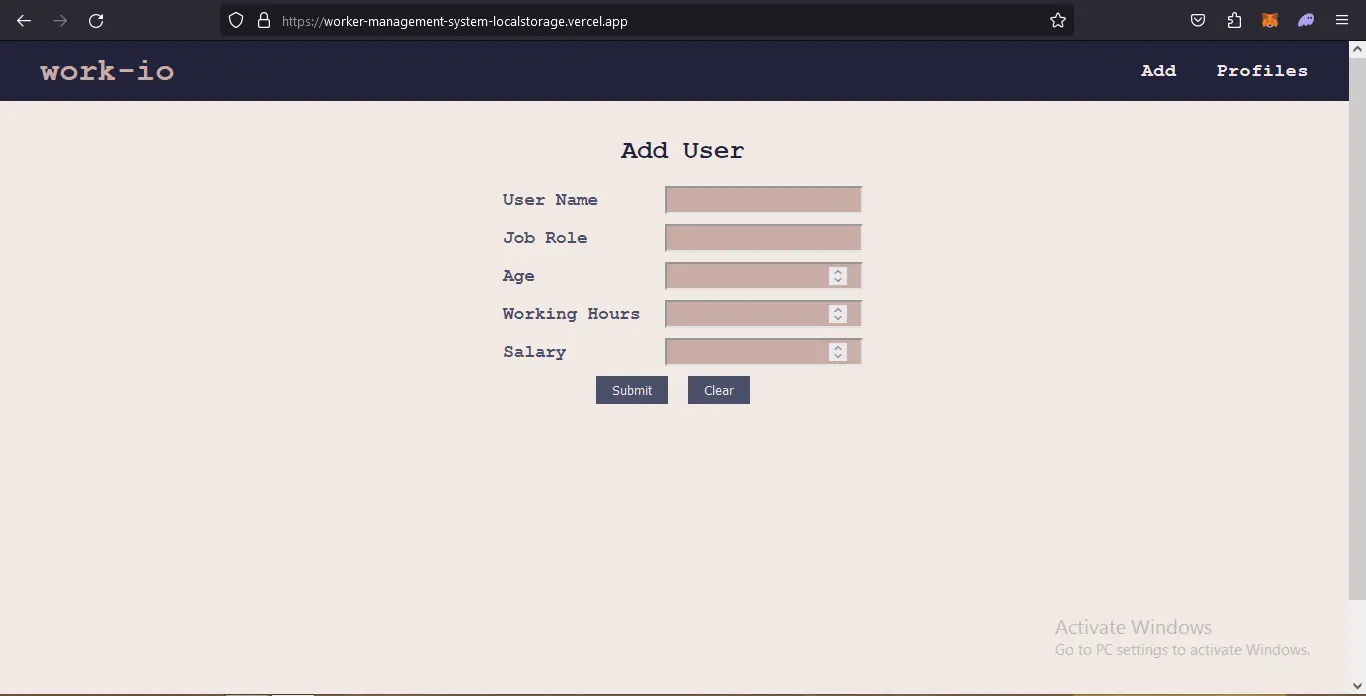 https://worker-management-system-localstorage.vercel.app
work-io
Add
Profiles
Add User
User Name
Job Role
Age
Working Hours
Salary
Submit
Clear
Activate Windows
Go to PC settings to activate Windows.